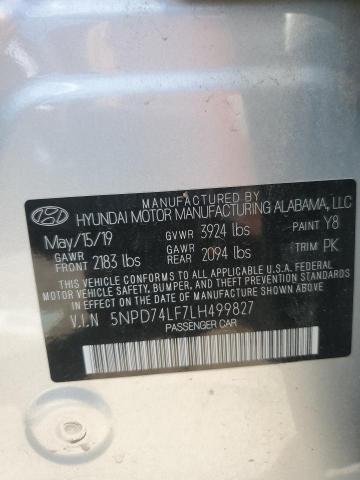 MANUFACTURED BY
HYUNDAI MOTOR MANUFACTURING ALABAMA, LLC
May/15/19 GVWR 3924 lbs PAINT Y8
GAWR FRONT 2183 lbs GAWR REAR 2094 lbs TRIM PK
THIS VEHICLE CONFORMS TO ALL APPLICABLE U.S.A. FEDERAL
MOTOR VEHICLE SAFETY, BUMPER, AND THEFT PREVENTION STANDARDS
IN EFFECT ON THE DATE OF MANUFACTURE SHOWN ABOVE.
V.I.N 5NPD74LF7LH499827
PASSENGER CAR